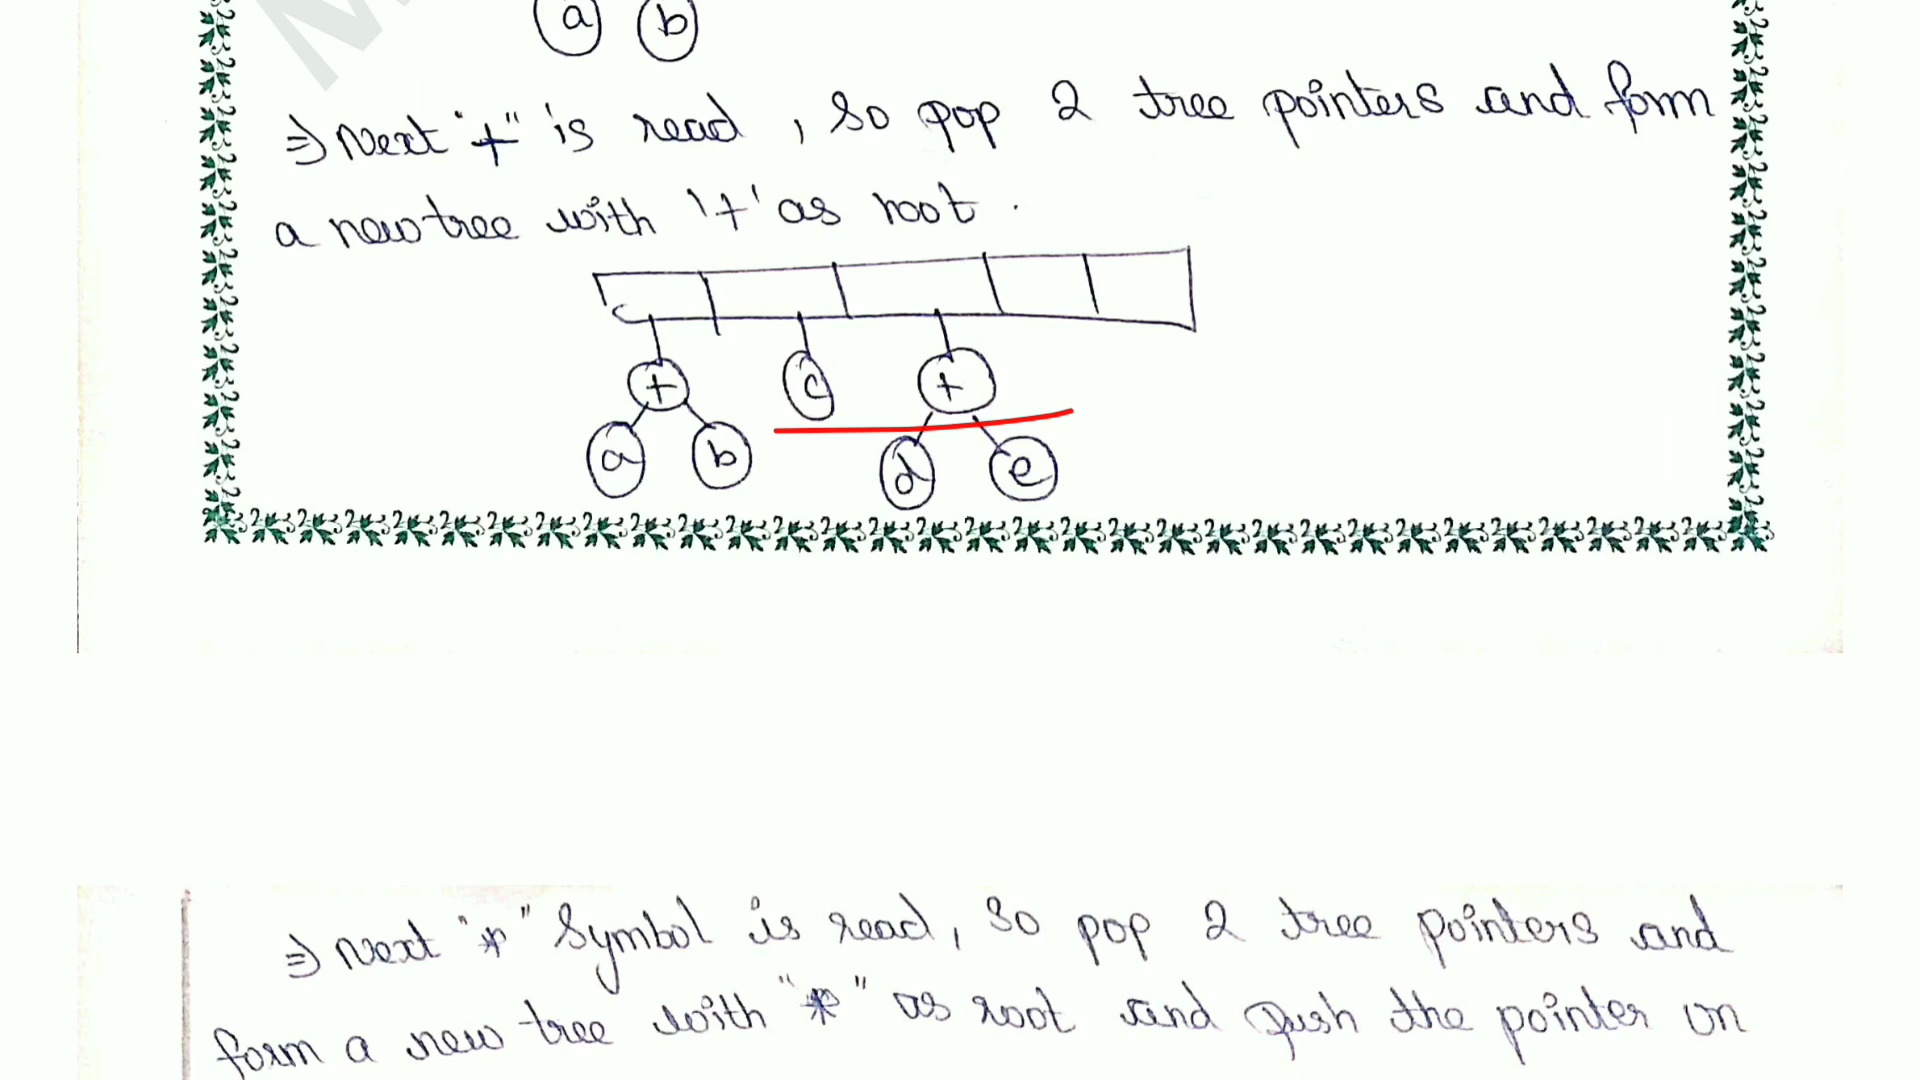 a b
⇒ Next "+" is read, so pop 2 tree pointers and form
a new tree with '+' as root.
+ c +
a b d e
⇒ Next "*" Symbol is read, so pop 2 tree pointers and
form a new tree with "*" as root and push the pointer on